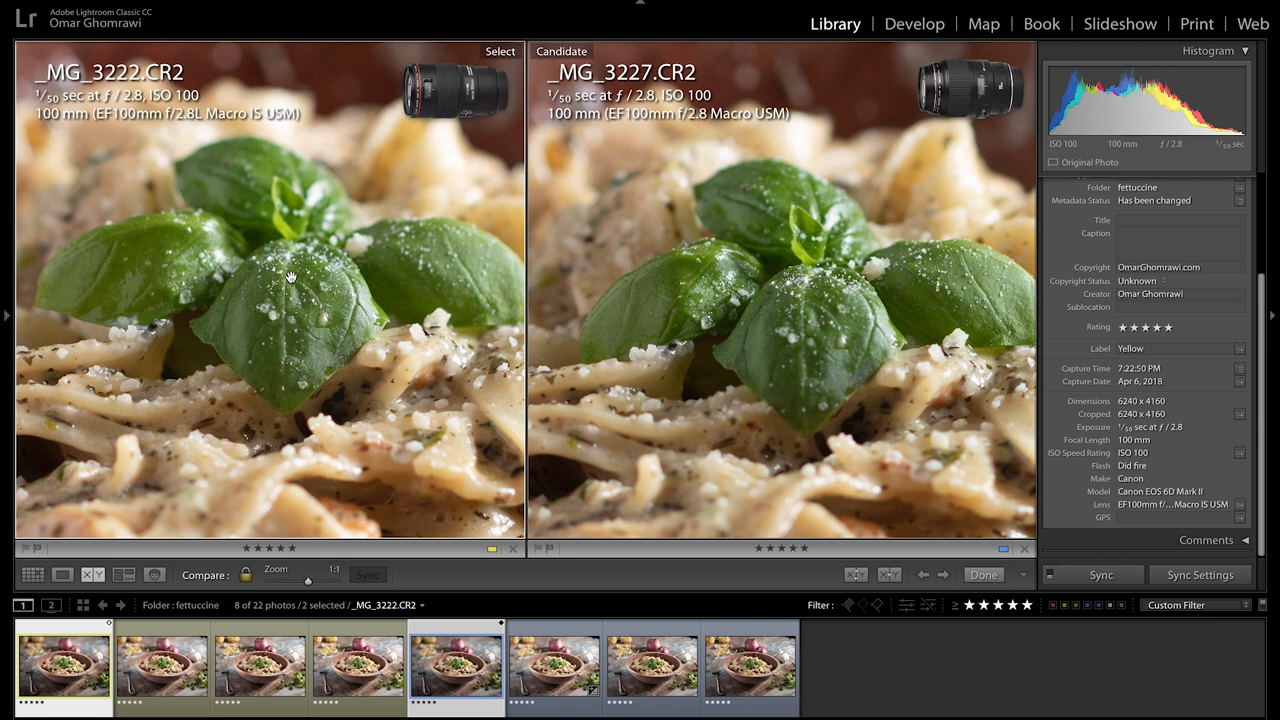 Lr
Adobe Lightroom Classic CC
Omar Ghomrawi
Library | Develop | Map | Book | Slideshow | Print | Web
Select
_MG_3222.CR2
1/50 sec at ƒ / 2.8, ISO 100
100 mm (EF100mm f/2.8L Macro IS USM)
Candidate
_MG_3227.CR2
1/50 sec at ƒ / 2.8, ISO 100
100 mm (EF100mm f/2.8 Macro USM)
Histogram
ISO 100 100 mm ƒ / 2.8 1/50 sec
Original Photo
Folder fettuccine
Metadata Status Has been changed
Title
Caption
Copyright OmarGhomrawi.com
Copyright Status Unknown
Creator Omar Ghomrawi
Sublocation
Rating ★★★★★
Label Yellow
Capture Time 7:22:50 PM
Capture Date Apr 6, 2018
Dimensions 6240 x 4160
Cropped 6240 x 4160
Exposure 1/50 sec at ƒ / 2.8
Focal Length 100 mm
ISO Speed Rating ISO 100
Flash Did fire
Make Canon
Model Canon EOS 6D Mark II
Lens EF100mm f/…Macro IS USM
GPS
Comments
X Y
Compare :
Zoom 1:1
Sync
X Y
X Y
Done
Sync
Sync Settings
1 2
Folder : fettuccine
8 of 22 photos / 2 selected / _MG_3222.CR2
Filter :
≥ ★★★★★
Custom Filter